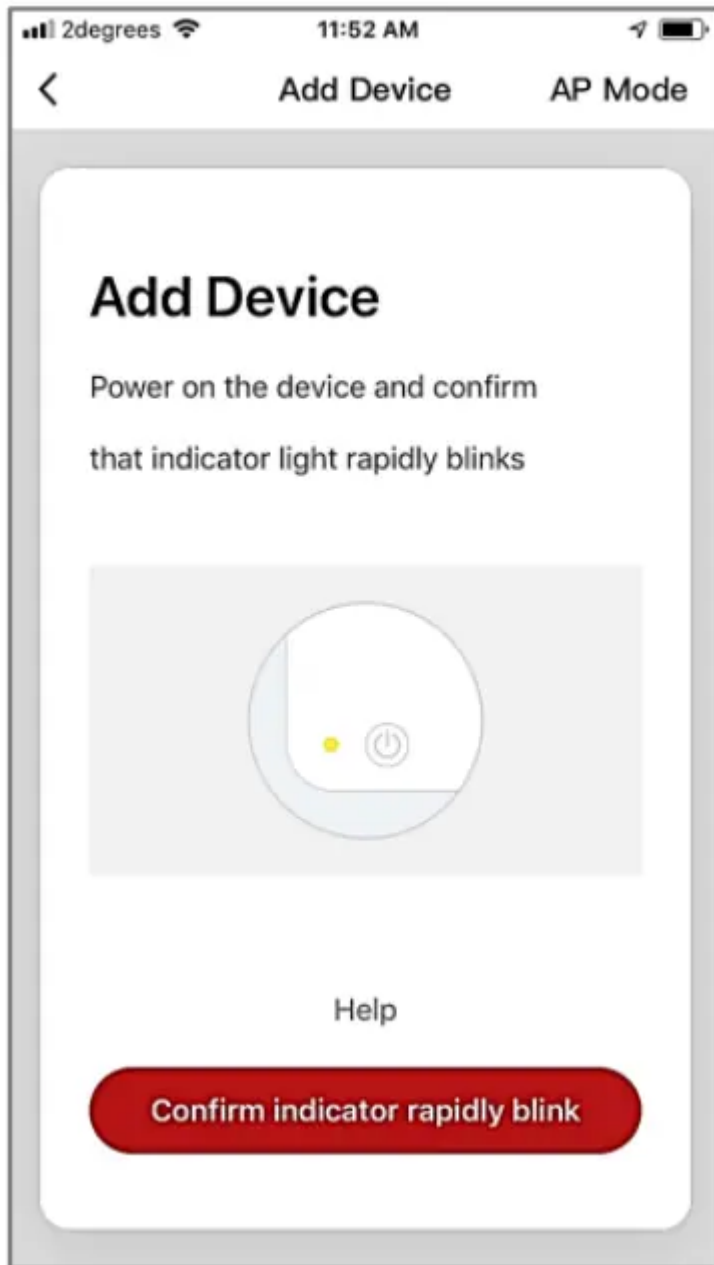 2degrees 11:52 AM
Add Device AP Mode
Add Device
Power on the device and confirm
that indicator light rapidly blinks
Help
Confirm indicator rapidly blink